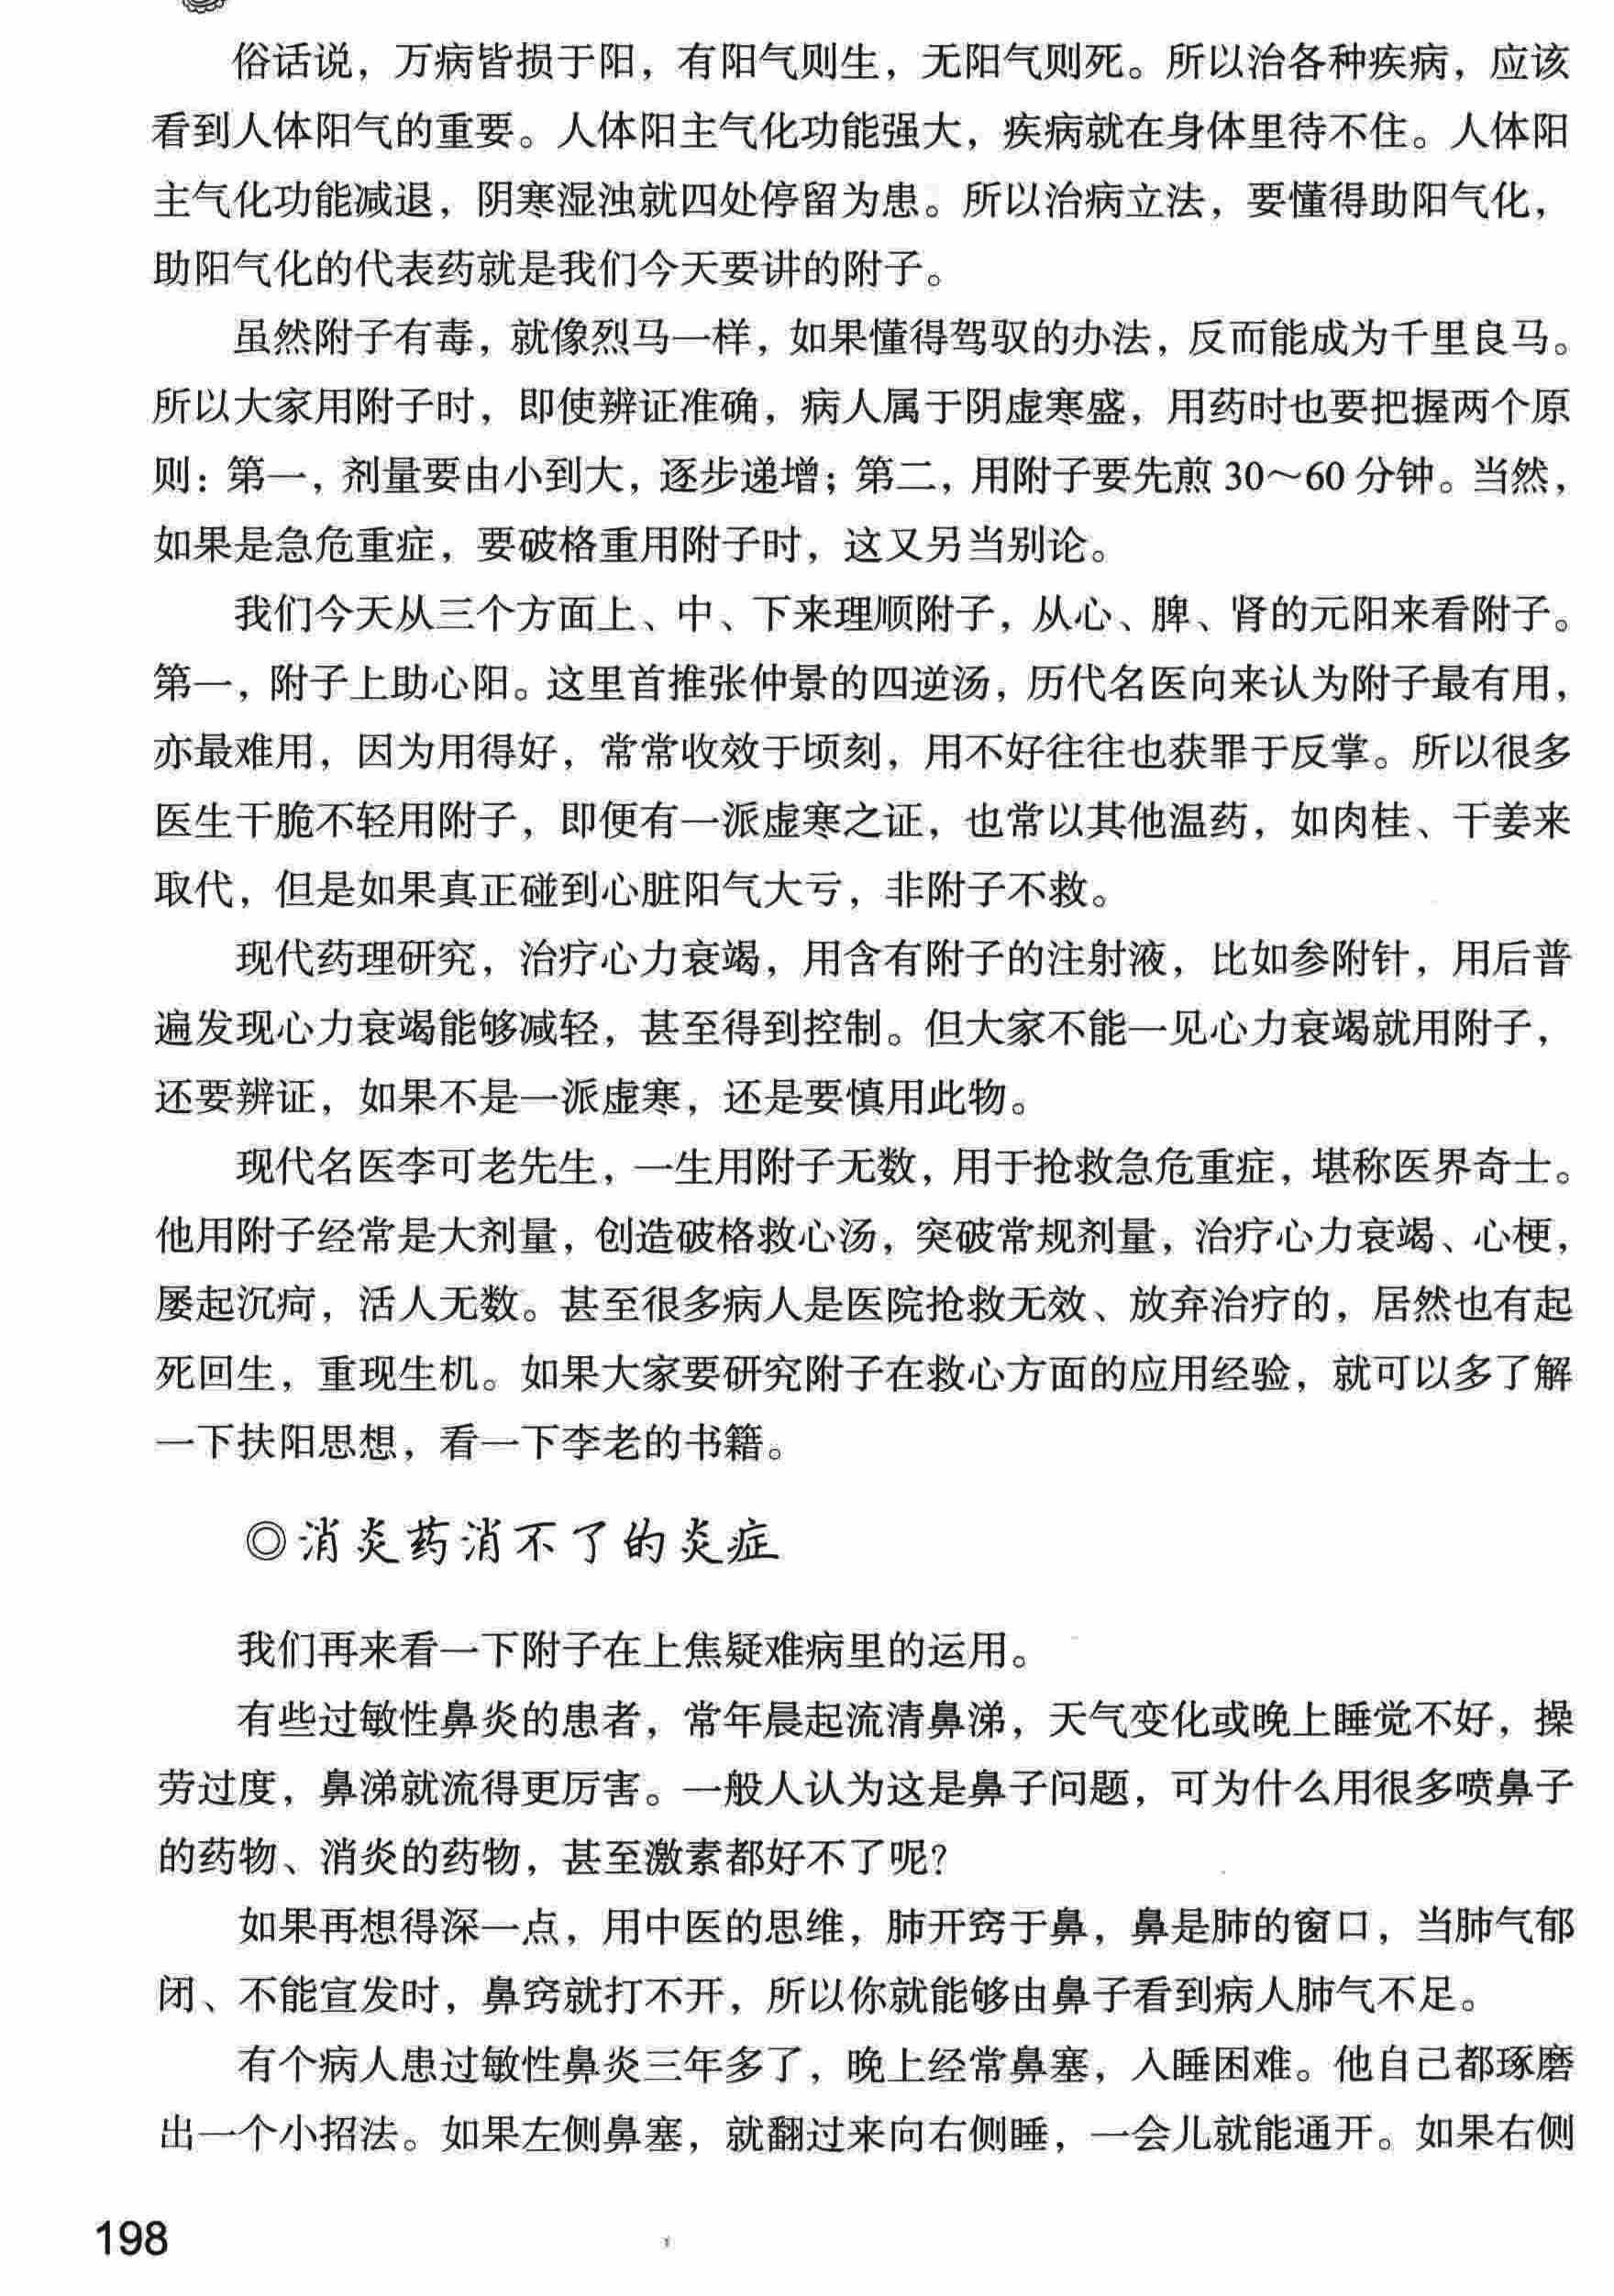 俗话说，万病皆损于阳，有阳气则生，无阳气则死。所以治各种疾病，应该
看到人体阳气的重要。人体阳主气化功能强大，疾病就在身体里待不住。人体阳
主气化功能减退，阴寒湿浊就四处停留为患。所以治病立法，要懂得助阳气化，
助阳气化的代表药就是我们今天要讲的附子。
虽然附子有毒，就像烈马一样，如果懂得驾驭的办法，反而能成为千里良马。
所以大家用附子时，即使辨证准确，病人属于阴虚寒盛，用药时也要把握两个原
则：第一，剂量要由小到大，逐步递增；第二，用附子要先煎 30～60 分钟。当然，
如果是急危重症，要破格重用附子时，这又另当别论。
我们今天从三个方面上、中、下来理顺附子，从心、脾、肾的元阳来看附子。
第一，附子上助心阳。这里首推张仲景的四逆汤，历代名医向来认为附子最有用，
亦最难用，因为用得好，常常收效于顷刻，用不好往往也获罪于反掌。所以很多
医生干脆不轻用附子，即便有一派虚寒之证，也常以其他温药，如肉桂、干姜来
取代，但是如果真正碰到心脏阳气大亏，非附子不救。
现代药理研究，治疗心力衰竭，用含有附子的注射液，比如参附针，用后普
遍发现心力衰竭能够减轻，甚至得到控制。但大家不能一见心力衰竭就用附子，
还要辨证，如果不是一派虚寒，还是要慎用此物。
现代名医李可老先生，一生用附子无数，用于抢救急危重症，堪称医界奇士。
他用附子经常是大剂量，创造破格救心汤，突破常规剂量，治疗心力衰竭、心梗，
屡起沉疴，活人无数。甚至很多病人是医院抢救无效、放弃治疗的，居然也有起
死回生，重现生机。如果大家要研究附子在救心方面的应用经验，就可以多了解
一下扶阳思想，看一下李老的书籍。
◎消炎药消不了的炎症
我们再来看一下附子在上焦疑难病里的运用。
有些过敏性鼻炎的患者，常年晨起流清鼻涕，天气变化或晚上睡觉不好，操
劳过度，鼻涕就流得更厉害。一般人认为这是鼻子问题，可为什么用很多喷鼻子
的药物、消炎的药物，甚至激素都好不了呢？
如果再想得深一点，用中医的思维，肺开窍于鼻，鼻是肺的窗口，当肺气郁
闭、不能宣发时，鼻窍就打不开，所以你就能够由鼻子看到病人肺气不足。
有个病人患过敏性鼻炎三年多了，晚上经常鼻塞，入睡困难。他自己都琢磨
出一个小招法。如果左侧鼻塞，就翻过来向右侧睡，一会儿就能通开。如果右侧
198